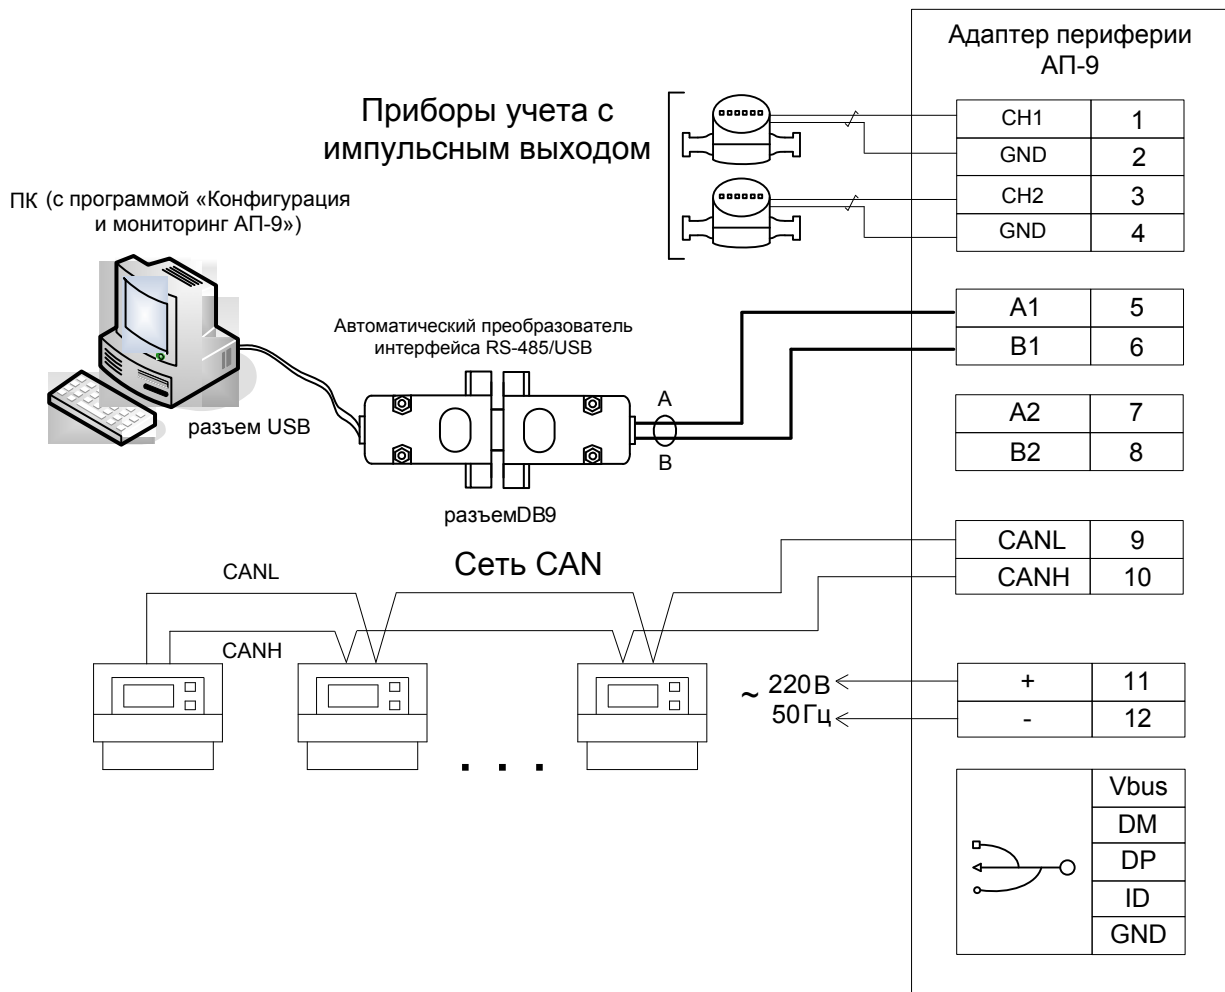 Адаптер периферии
АП-9
Приборы учета с
импульсным выходом
CH1 1
GND 2
CH2 3
GND 4
ПК (с программой «Конфигурация
и мониторинг АП-9»)
Автоматический преобразователь
интерфейса RS-485/USB
A1 5
B1 6
A
B
разъем USB
A2 7
B2 8
разъемDB9
Сеть CAN
CANL
CANH
CANL 9
CANH 10
~ 220В
50Гц
+ 11
- 12
. . .
Vbus
DM
DP
ID
GND